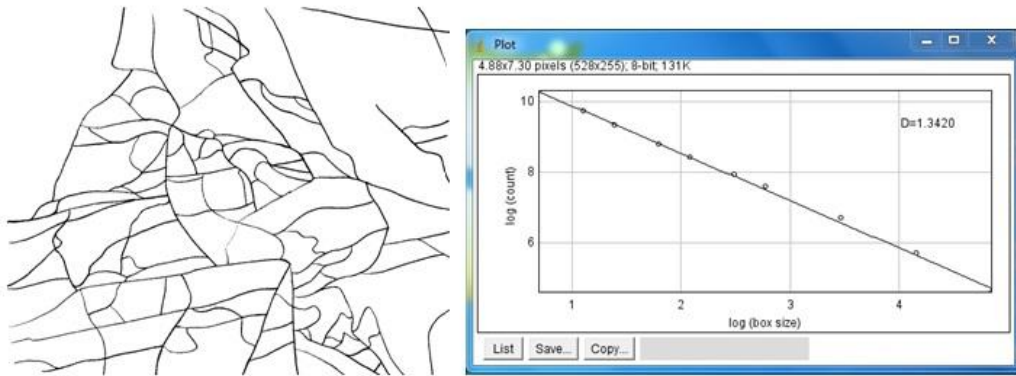 Plot
4.88x7.30 pixels (528x255); 8-bit; 131K
10
8
6
D=1.3420
log (count)
1 2 3 4
log (box size)
List Save... Copy...